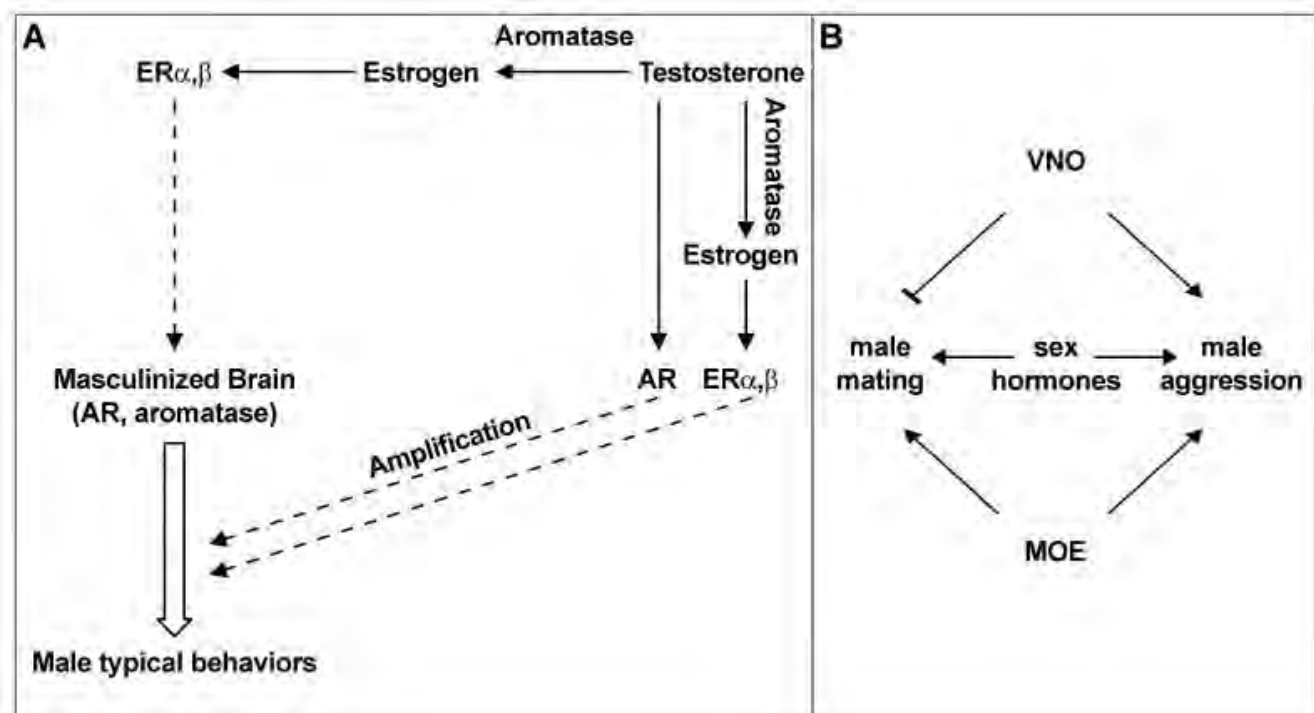 A
Aromatase
ERα,β
Estrogen
Testosterone
Aromatase
Estrogen
AR
ERα,β
Masculinized Brain
(AR, aromatase)
Amplification
Male typical behaviors
B
VNO
male
mating
sex
hormones
male
aggression
MOE